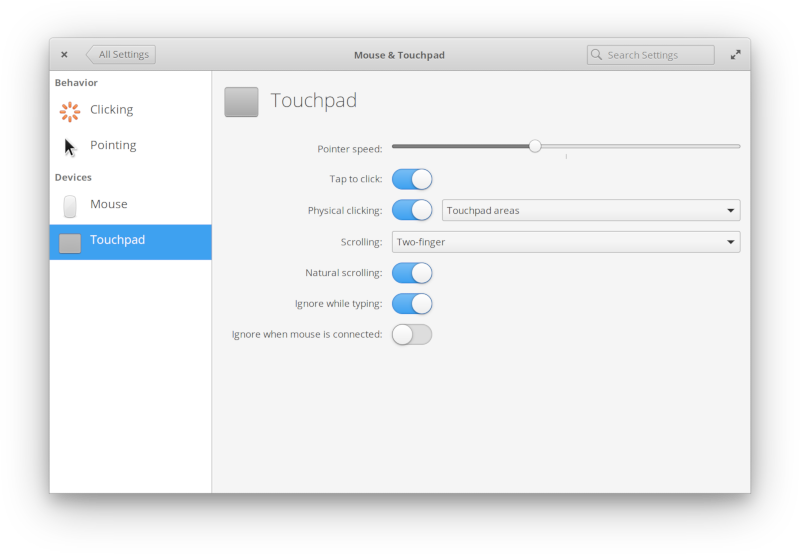 All Settings
Mouse & Touchpad
Search Settings
Behavior
Clicking
Pointing
Devices
Mouse
Touchpad
Touchpad
Pointer speed:
Tap to click:
Physical clicking: Touchpad areas
Scrolling: Two-finger
Natural scrolling:
Ignore while typing:
Ignore when mouse is connected: